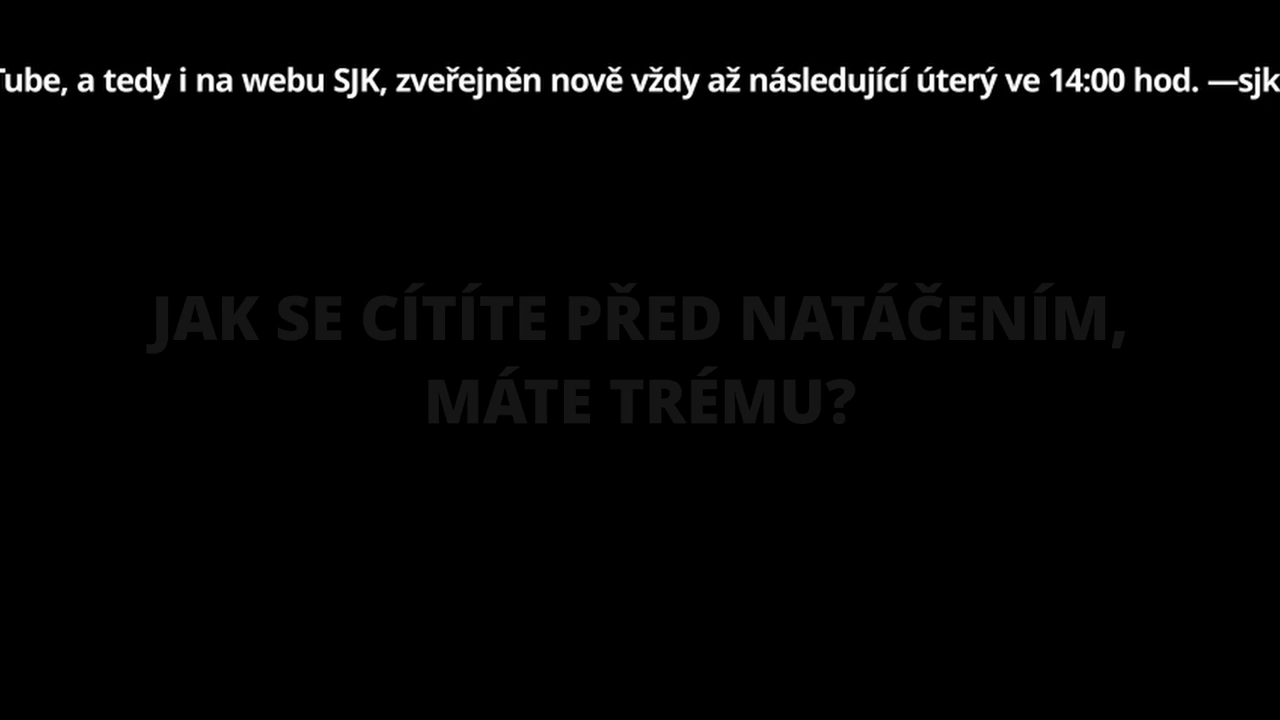 Tube, a tedy i na webu SJK, zveřejněn nově vždy až následující úterý ve 14:00 hod. —sjk
JAK SE CÍTÍTE PŘED NATÁČENÍM,
MÁTE TRÉMU?